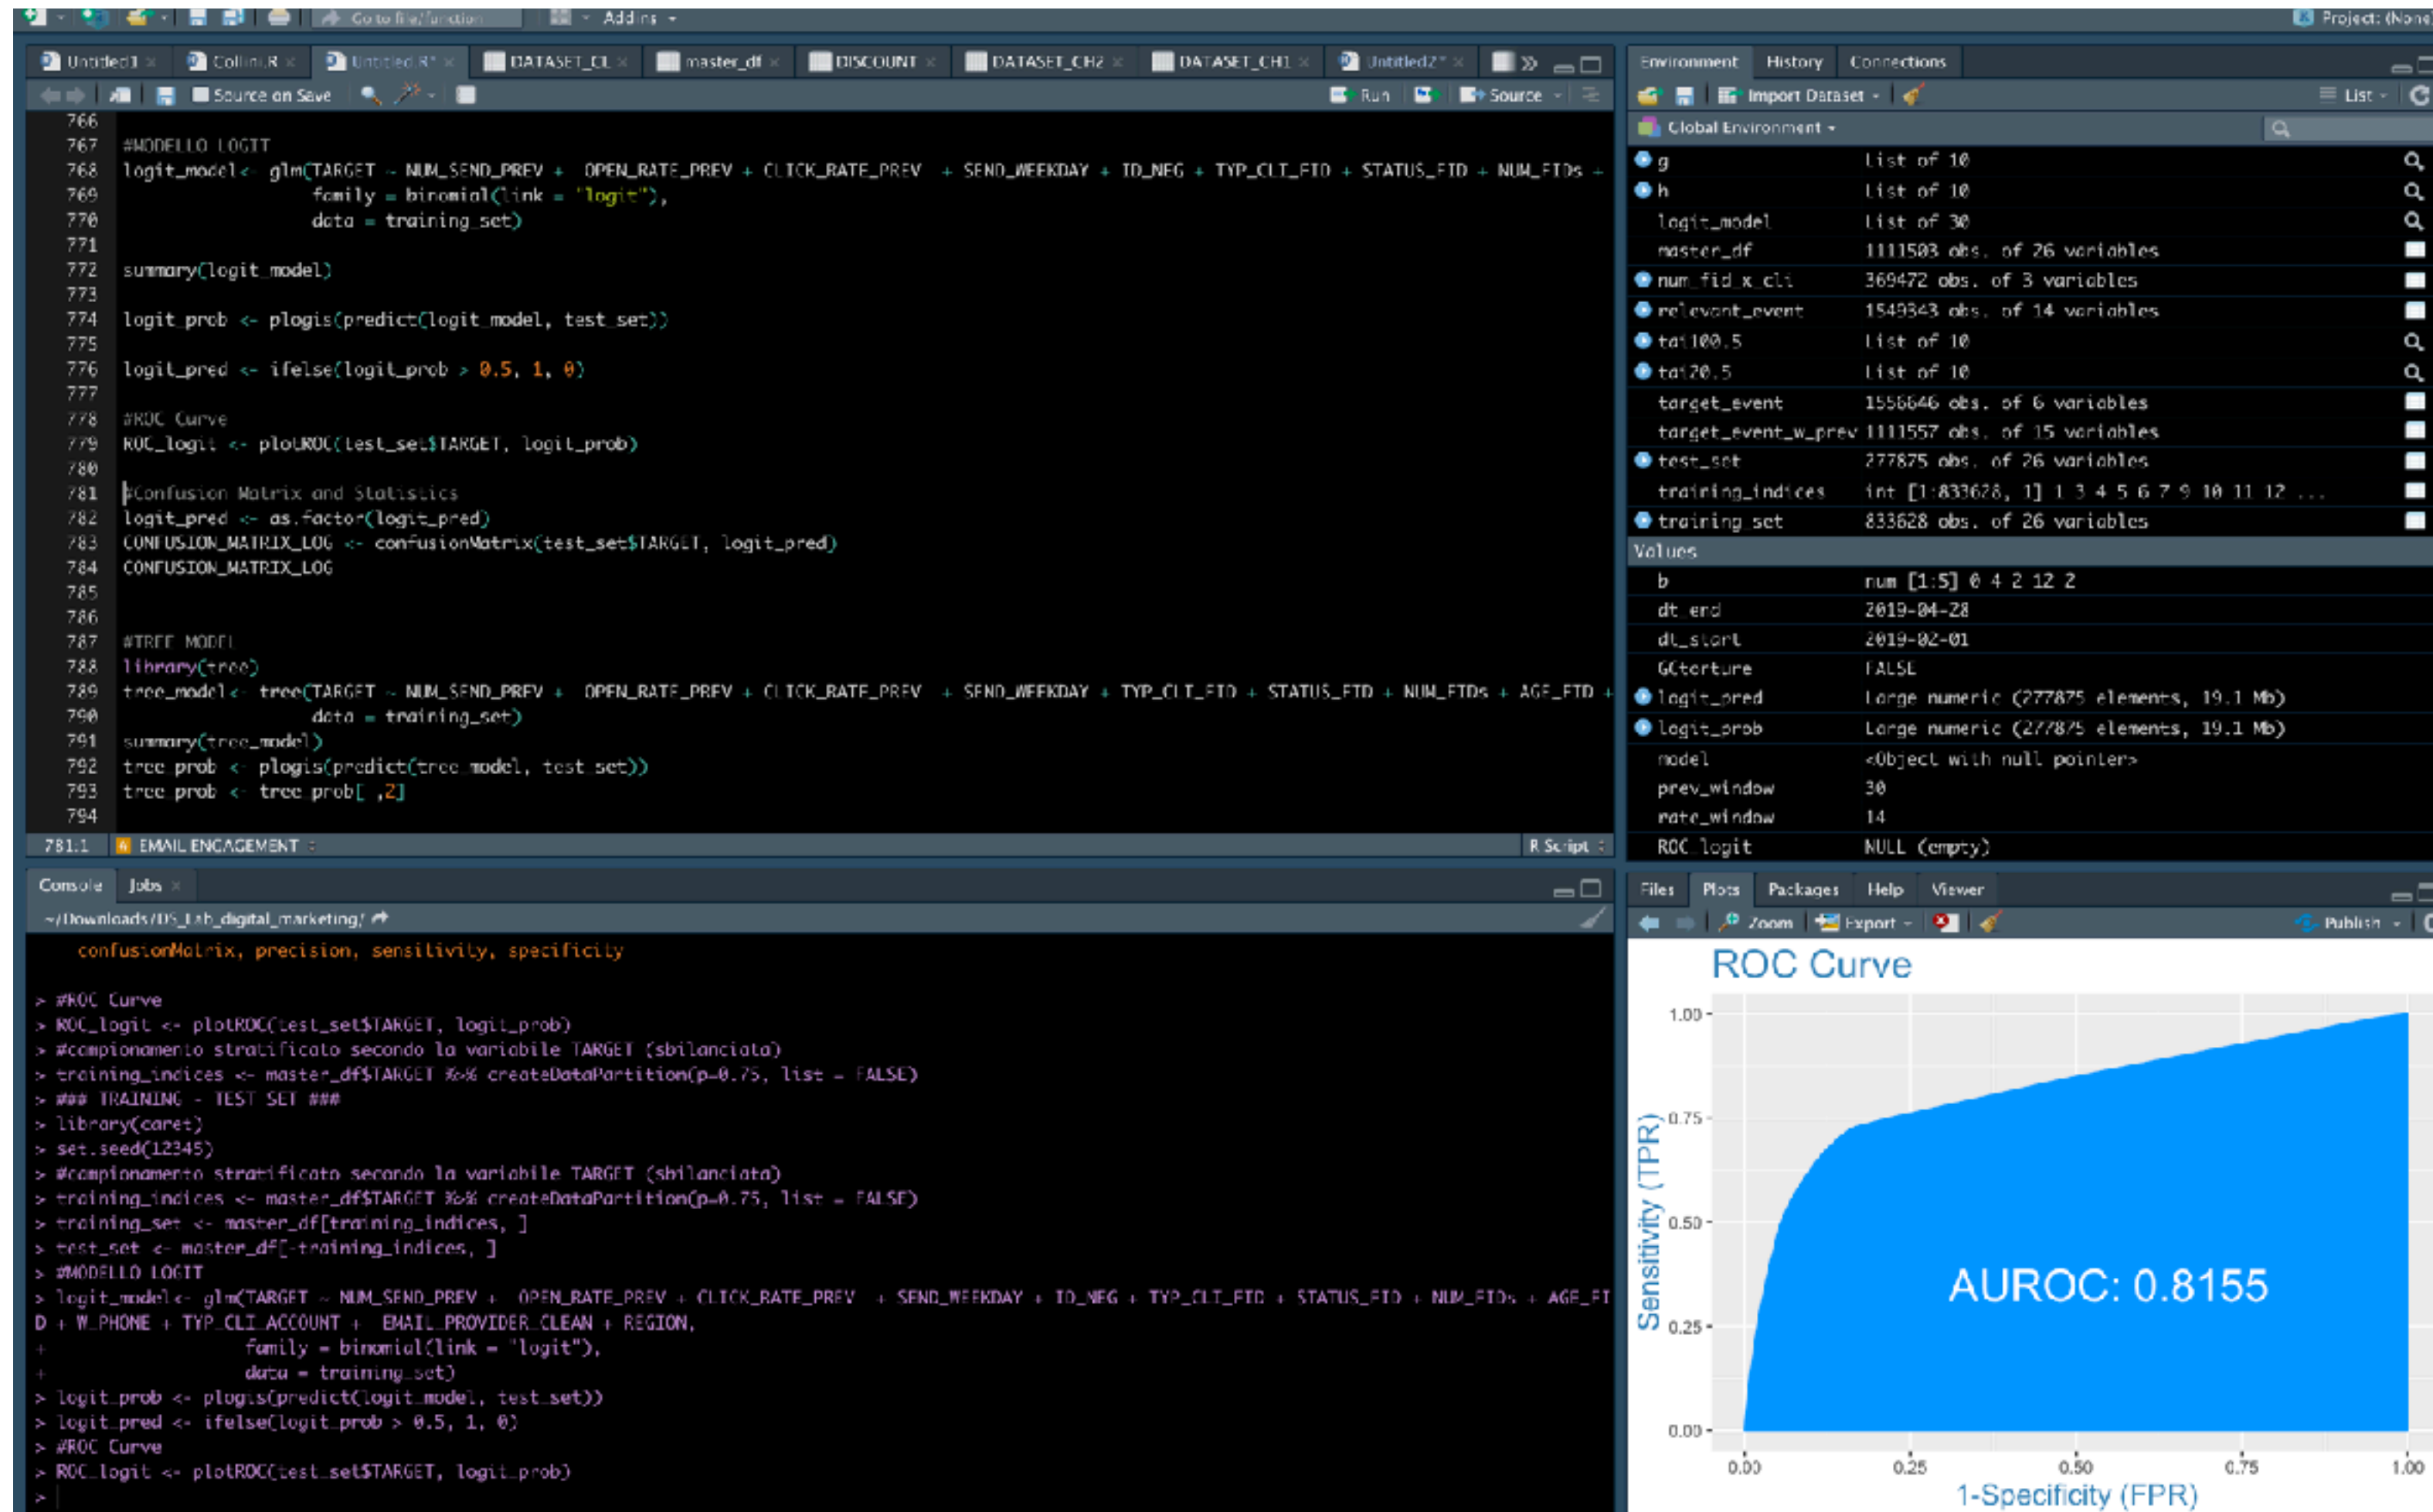 Go to file/function
Addins
Project: (None
Untitled1
Collini.R
Untitled.R*
DATASET_CL
master_df
DISCOUNT
DATASET_CH2
DATASET_CH1
Untitled2*
Source on Save
Run
Source
766
767 #MODELLO LOGIT
768 logit_model<- glm(TARGET ~ NUM_SEND_PREV +  OPEN_RATE_PREV + CLICK_RATE_PREV  + SEND_WEEKDAY + ID_NEG + TYP_CLI_FID + STATUS_FID + NUM_FIDs +
769 family = binomial(link = "logit"),
770 data = training_set)
771
772 summary(logit_model)
773
774 logit_prob <- plogis(predict(logit_model, test_set))
775
776 logit_pred <- ifelse(logit_prob > 0.5, 1, 0)
777
778 #ROC Curve
779 ROC_logit <- plotROC(test_set$TARGET, logit_prob)
780
781 #Confusion Matrix and Statistics
782 logit_pred <- as.factor(logit_pred)
783 CONFUSION_MATRIX_LOG <- confusionMatrix(test_set$TARGET, logit_pred)
784 CONFUSION_MATRIX_LOG
785
786
787 #TREE MODEL
788 library(tree)
789 tree_model<- tree(TARGET ~ NUM_SEND_PREV +  OPEN_RATE_PREV + CLICK_RATE_PREV  + SEND_WEEKDAY + TYP_CLI_FID + STATUS_FID + NUM_FIDs + AGE_FID +
790 data = training_set)
791 summary(tree_model)
792 tree_prob <- plogis(predict(tree_model, test_set))
793 tree_prob <- tree_prob[ ,2]
794
781:1 EMAIL ENGAGEMENT
R Script
Console
Jobs
~/Downloads/DS_Lab_digital_marketing/
confusionMatrix, precision, sensitivity, specificity
> #ROC Curve
> ROC_logit <- plotROC(test_set$TARGET, logit_prob)
> #campionamento stratificato secondo la variabile TARGET (sbilanciata)
> training_indices <- master_df$TARGET %>% createDataPartition(p=0.75, list = FALSE)
> ### TRAINING - TEST SET ###
> library(caret)
> set.seed(12345)
> #campionamento stratificato secondo la variabile TARGET (sbilanciata)
> training_indices <- master_df$TARGET %>% createDataPartition(p=0.75, list = FALSE)
> training_set <- master_df[training_indices, ]
> test_set <- master_df[-training_indices, ]
> #MODELLO LOGIT
> logit_model<- glm(TARGET ~ NUM_SEND_PREV +  OPEN_RATE_PREV + CLICK_RATE_PREV  + SEND_WEEKDAY + ID_NEG + TYP_CLI_FID + STATUS_FID + NUM_FIDs + AGE_FI
D + W_PHONE + TYP_CLI_ACCOUNT +  EMAIL_PROVIDER_CLEAN + REGION,
+ family = binomial(link = "logit"),
+ data = training_set)
> logit_prob <- plogis(predict(logit_model, test_set))
> logit_pred <- ifelse(logit_prob > 0.5, 1, 0)
> #ROC Curve
> ROC_logit <- plotROC(test_set$TARGET, logit_prob)
>
Environment
History
Connections
Import Dataset
List
Global Environment
g List of 10
h List of 10
logit_model List of 30
master_df 1111503 obs. of 26 variables
num_fid_x_cli 369472 obs. of 3 variables
relevant_event 1549343 obs. of 14 variables
tai100.5 List of 10
tai20.5 List of 10
target_event 1556646 obs. of 6 variables
target_event_w_prev 1111557 obs. of 15 variables
test_set 277875 obs. of 26 variables
training_indices int [1:833628, 1] 1 3 4 5 6 7 9 10 11 12 ...
training_set 833628 obs. of 26 variables
Values
b num [1:5] 0 4 2 12 2
dt_end 2019-04-28
dt_start 2019-02-01
GCtorture FALSE
logit_pred Large numeric (277875 elements, 19.1 Mb)
logit_prob Large numeric (277875 elements, 19.1 Mb)
model <Object with null pointer>
prev_window 30
rate_window 14
ROC_logit NULL (empty)
Files
Plots
Packages
Help
Viewer
Zoom
Export
Publish
ROC Curve
1.00
0.75
0.50
0.25
0.00
Sensitivity (TPR)
AUROC: 0.8155
0.00
0.25
0.50
0.75
1.00
1-Specificity (FPR)